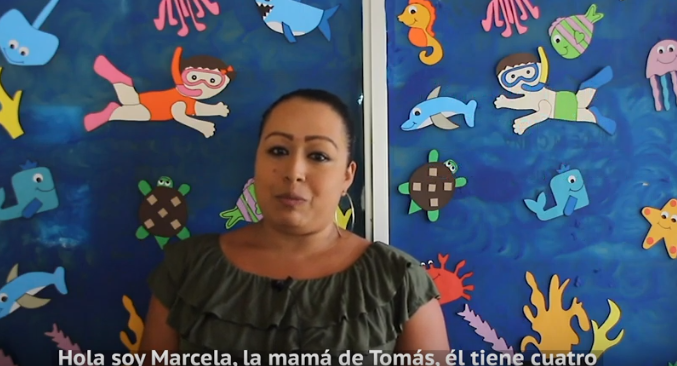 Hola soy Marcela, la mamá de Tomás, él tiene cuatro